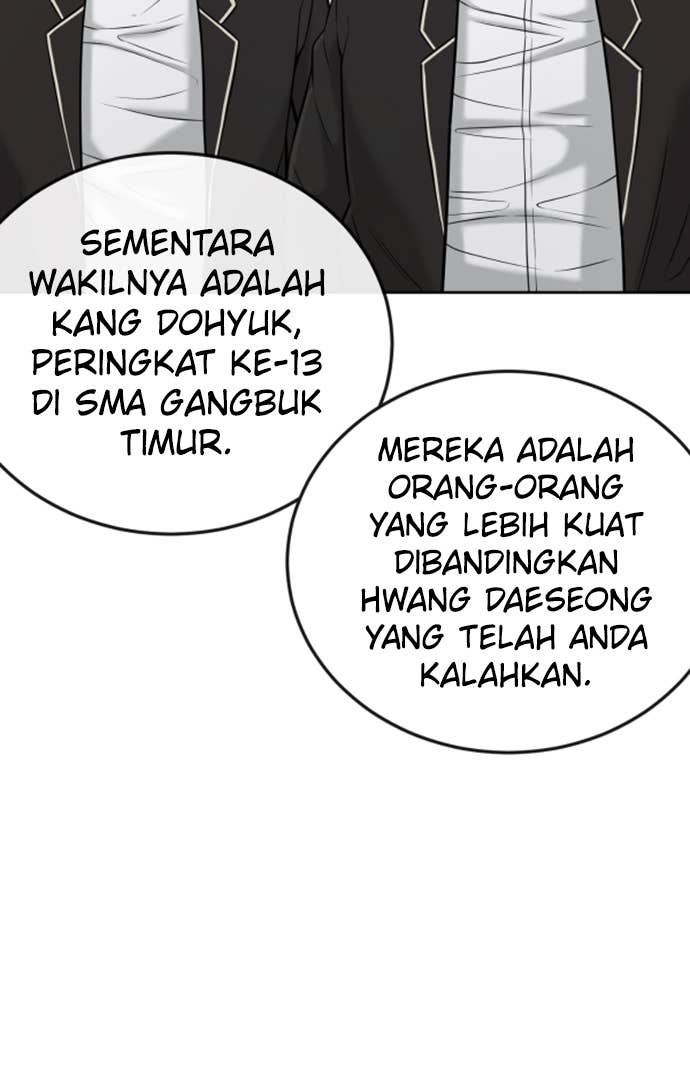 SEMENTARA
WAKILNYA ADALAH
KANG DOHYUK,
PERINGKAT KE-13
DI SMA GANGBUK
TIMUR.
MEREKA ADALAH
ORANG-ORANG
YANG LEBIH KUAT
DIBANDINGKAN
HWANG DAESEONG
YANG TELAH ANDA
KALAHKAN.